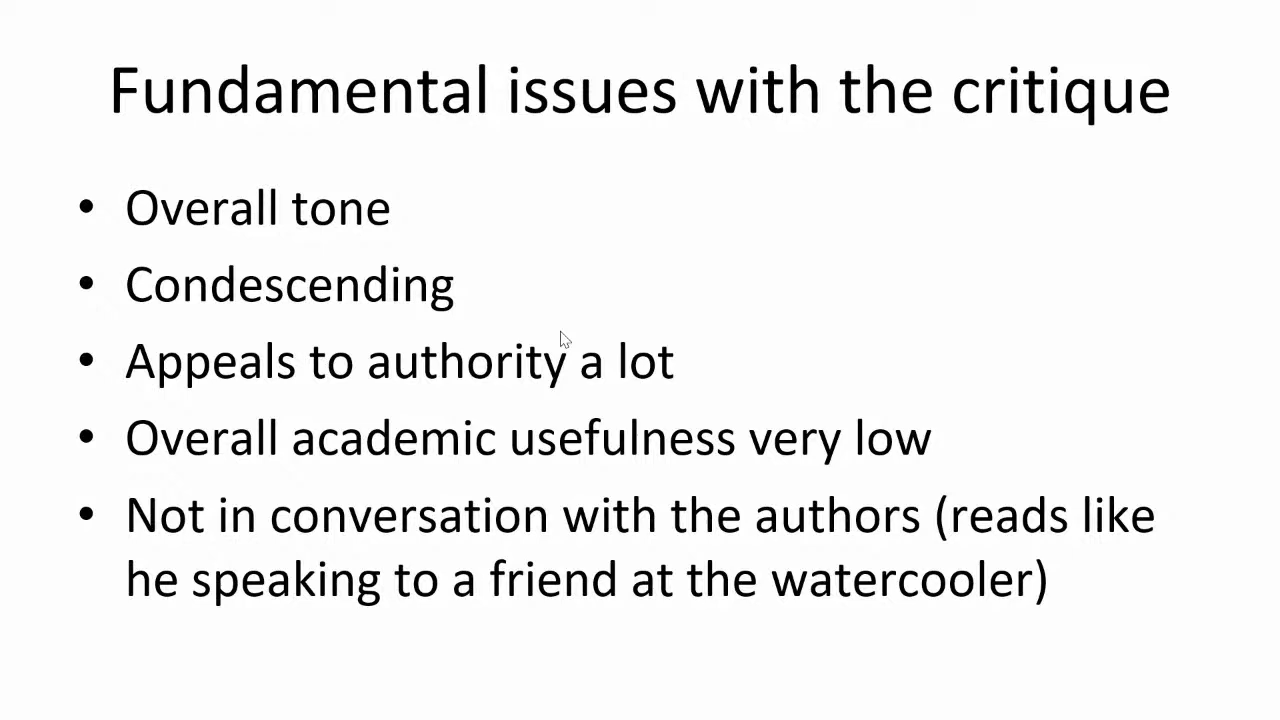 Fundamental issues with the critique
• Overall tone
• Condescending
• Appeals to authority a lot
• Overall academic usefulness very low
• Not in conversation with the authors (reads like
he speaking to a friend at the watercooler)